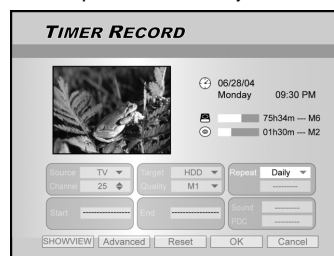 TIMER RECORD
06/28/04
Monday 09:30 PM
75h34m --- M6
01h30m --- M2
Source TV Target HDD Repeat Daily
Channel 25 Quality M1 ---------
Start --------------- End --------------- Sound ---------
PDC
SHOWVIEW Advanced Reset OK Cancel